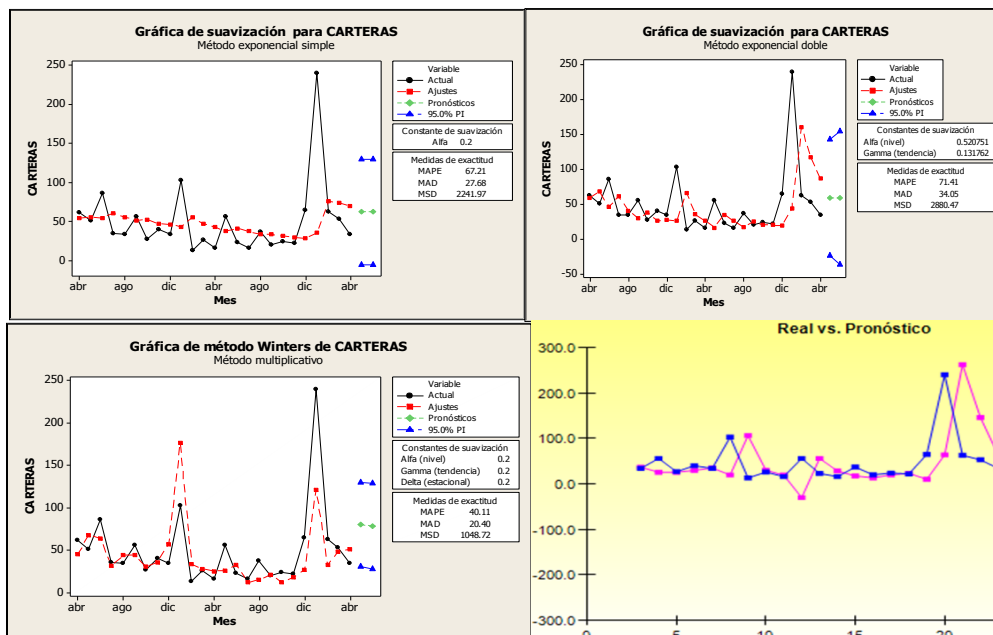 Gráfica de suavización para CARTERAS
Método exponencial simple
Variable
Actual
Ajustes
Pronósticos
95.0% PI
Constante de suavización
Alfa 0.2
Medidas de exactitud
MAPE 67.21
MAD 27.68
MSD 2241.97
CARTERAS
250
200
150
100
50
0
abr ago dic abr ago dic abr
Mes
Gráfica de suavización para CARTERAS
Método exponencial doble
Variable
Actual
Ajustes
Pronósticos
95.0% PI
Constantes de suavización
Alfa (nivel) 0.520751
Gamma (tendencia) 0.131762
Medidas de exactitud
MAPE 71.41
MAD 34.05
MSD 2880.47
CARTERAS
250
200
150
100
50
0
-50
abr ago dic abr ago dic abr
Mes
Gráfica de método Winters de CARTERAS
Método multiplicativo
Variable
Actual
Ajustes
Pronósticos
95.0% PI
Constantes de suavización
Alfa (nivel) 0.2
Gamma (tendencia) 0.2
Delta (estacional) 0.2
Medidas de exactitud
MAPE 40.11
MAD 20.40
MSD 1048.72
CARTERAS
250
200
150
100
50
0
abr ago dic abr ago dic abr
Mes
Real vs. Pronóstico
300.0
200.0
100.0
0.0
-100.0
-200.0
-300.0
0 5 10 15 20